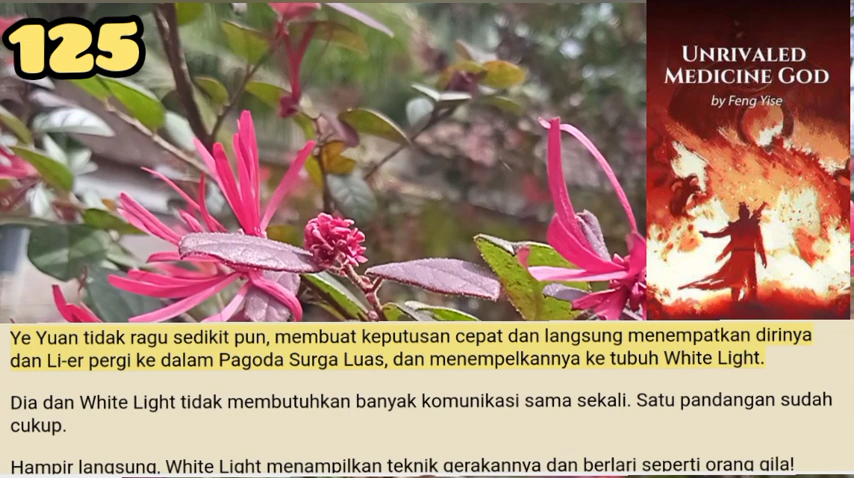 125
UNRIVALED
MEDICINE GOD
by Feng Yise
Ye Yuan tidak ragu sedikit pun, membuat keputusan cepat dan langsung menempatkan dirinya
dan Li-er pergi ke dalam Pagoda Surga Luas, dan menempelkannya ke tubuh White Light.
Dia dan White Light tidak membutuhkan banyak komunikasi sama sekali. Satu pandangan sudah
cukup.
Hampir langsung, White Light menampilkan teknik gerakannya dan berlari seperti orang gila!